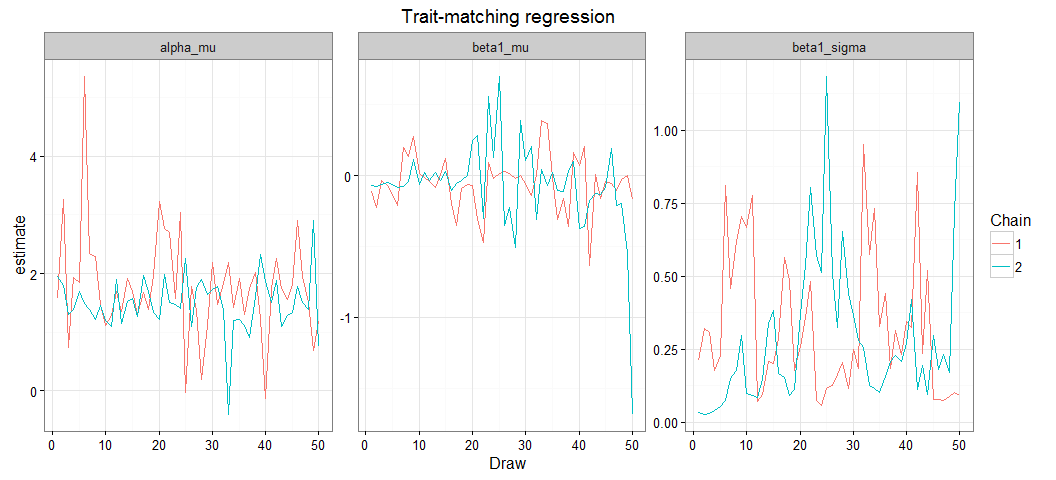 Trait-matching regression
alpha_mu
beta1_mu
beta1_sigma
estimate
4
2
0
0
-1
1.00
0.75
0.50
0.25
0.00
0 10 20 30 40 50
0 10 20 30 40 50
0 10 20 30 40 50
Draw
Chain
1
2